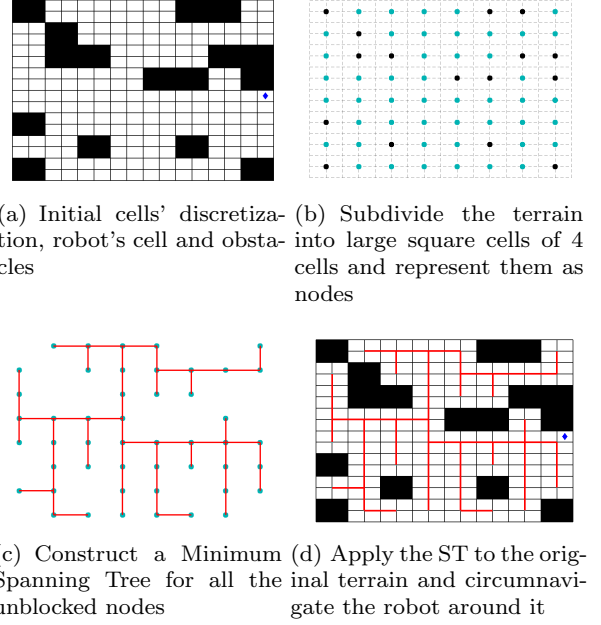 (a) Initial cells' discretiza-
tion, robot's cell and obsta-
cles
(b) Subdivide the terrain
into large square cells of 4
cells and represent them as
nodes
(c) Construct a Minimum
Spanning Tree for all the
unblocked nodes
(d) Apply the ST to the orig-
inal terrain and circumnavi-
gate the robot around it